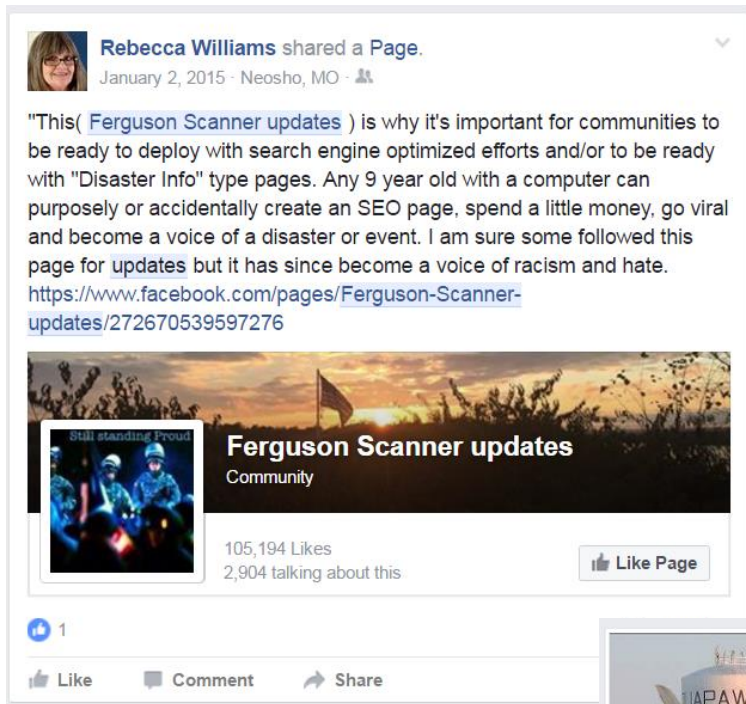 Rebecca Williams shared a Page.
January 2, 2015 · Neosho, MO ·
"This( Ferguson Scanner updates ) is why it's important for communities to
be ready to deploy with search engine optimized efforts and/or to be ready
with "Disaster Info" type pages. Any 9 year old with a computer can
purposely or accidentally create an SEO page, spend a little money, go viral
and become a voice of a disaster or event. I am sure some followed this
page for updates but it has since become a voice of racism and hate.
https://www.facebook.com/pages/Ferguson-Scanner-
updates/272670539597276
Still standing Proud
Ferguson Scanner updates
Community
105,194 Likes
2,904 talking about this
Like Page
1
Like Comment Share